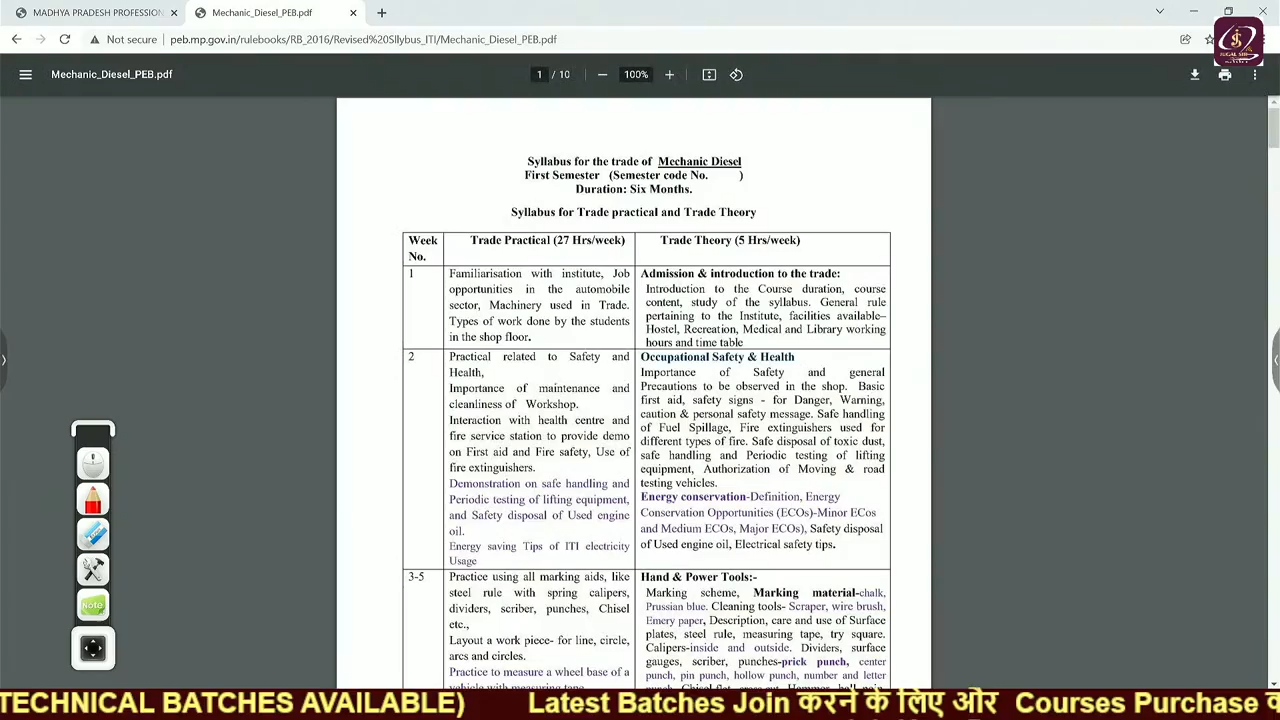 MADHYA PRADESH PROFESSION
Mechanic_Diesel_PEB.pdf
Not secure
peb.mp.gov.in/rulebooks/RB_2016/Revised%20Sllybus_ITI/Mechanic_Diesel_PEB.pdf
Mechanic_Diesel_PEB.pdf
1 / 10
100%
Syllabus for the trade of Mechanic Diesel
First Semester (Semester code No. )
Duration: Six Months.
Syllabus for Trade practical and Trade Theory
Week
No.
Trade Practical (27 Hrs/week)
Trade Theory (5 Hrs/week)
1
Familiarisation with institute, Job
opportunities in the automobile
sector, Machinery used in Trade.
Types of work done by the students
in the shop floor.
Admission & introduction to the trade:
Introduction to the Course duration, course
content, study of the syllabus. General rule
pertaining to the Institute, facilities available–
Hostel, Recreation, Medical and Library working
hours and time table
2
Practical related to Safety and
Health,
Importance of maintenance and
cleanliness of Workshop.
Interaction with health centre and
fire service station to provide demo
on First aid and Fire safety, Use of
fire extinguishers.
Demonstration on safe handling and
Periodic testing of lifting equipment,
and Safety disposal of Used engine
oil.
Energy saving Tips of ITI electricity
Usage
Occupational Safety & Health
Importance of Safety and general
Precautions to be observed in the shop. Basic
first aid, safety signs - for Danger, Warning,
caution & personal safety message. Safe handling
of Fuel Spillage, Fire extinguishers used for
different types of fire. Safe disposal of toxic dust,
safe handling and Periodic testing of lifting
equipment, Authorization of Moving & road
testing vehicles.
Energy conservation-Definition, Energy
Conservation Opportunities (ECOs)-Minor ECos
and Medium ECOs, Major ECOs), Safety disposal
of Used engine oil, Electrical safety tips.
3-5
Practice using all marking aids, like
steel rule with spring calipers,
dividers, scriber, punches, Chisel
etc.,
Layout a work piece- for line, circle,
arcs and circles.
Practice to measure a wheel base of a
vehicle with measuring tape
Hand & Power Tools:-
Marking scheme, Marking material-chalk,
Prussian blue. Cleaning tools- Scraper, wire brush,
Emery paper, Description, care and use of Surface
plates, steel rule, measuring tape, try square.
Calipers-inside and outside. Dividers, surface
gauges, scriber, punches-prick punch, center
punch, pin punch, hollow punch, number and letter
Note
TECHNICAL BATCHES AVAILABLE) Latest Batches Join करने के लिए ओर Courses Purchase